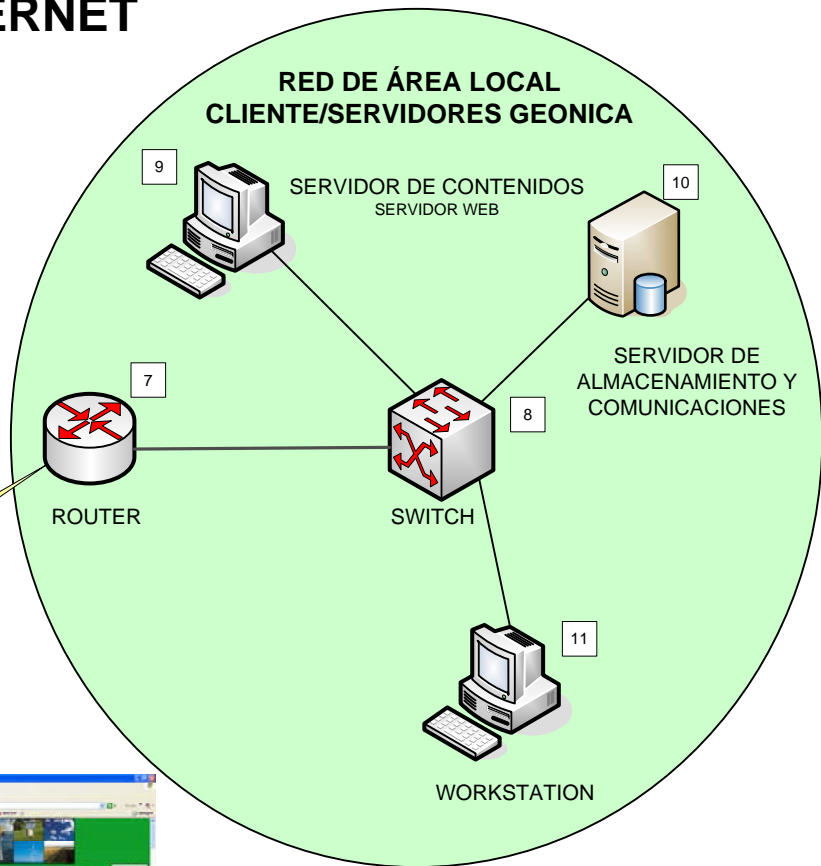 ERNET
RED DE ÁREA LOCAL
CLIENTE/SERVIDORES GEONICA
9
SERVIDOR DE CONTENIDOS
SERVIDOR WEB
10
SERVIDOR DE
ALMACENAMIENTO Y
COMUNICACIONES
7
8
ROUTER
SWITCH
11
WORKSTATION